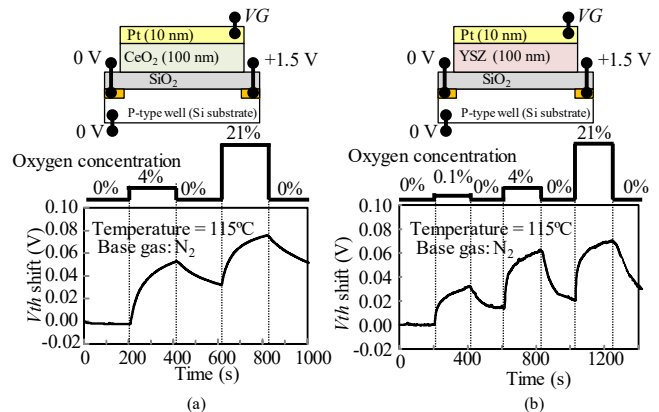 VG
Pt (10 nm)
0 V
CeO₂ (100 nm)
+1.5 V
SiO₂
P-type well (Si substrate)
0 V
21%
Oxygen concentration
4%
0%
0%
0%
0.10
Temperature = 115ºC
Base gas: N₂
0.08
0.06
0.04
0.02
0.00
-0.02
Vth shift (V)
0 200 400 600 800 1000
Time (s)
(a)
VG
Pt (10 nm)
0 V
YSZ (100 nm)
+1.5 V
SiO₂
P-type well (Si substrate)
0 V
21%
Oxygen concentration
4%
0% 0.1% 0%
0%
0%
0.10
Temperature = 115ºC
Base gas: N₂
0.08
0.06
0.04
0.02
0.00
-0.02
Vth shift (V)
0 400 800 1200
Time (s)
(b)